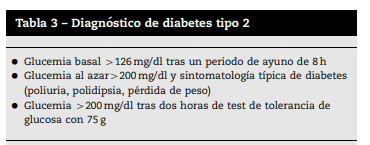 Tabla 3 – Diagnóstico de diabetes tipo 2
● Glucemia basal >126 mg/dl tras un periodo de ayuno de 8 h
● Glucemia al azar>200 mg/dl y sintomatología típica de diabetes
(poliuria, polidipsia, pérdida de peso)
● Glucemia >200 mg/dl tras dos horas de test de tolerancia de
glucosa con 75 g